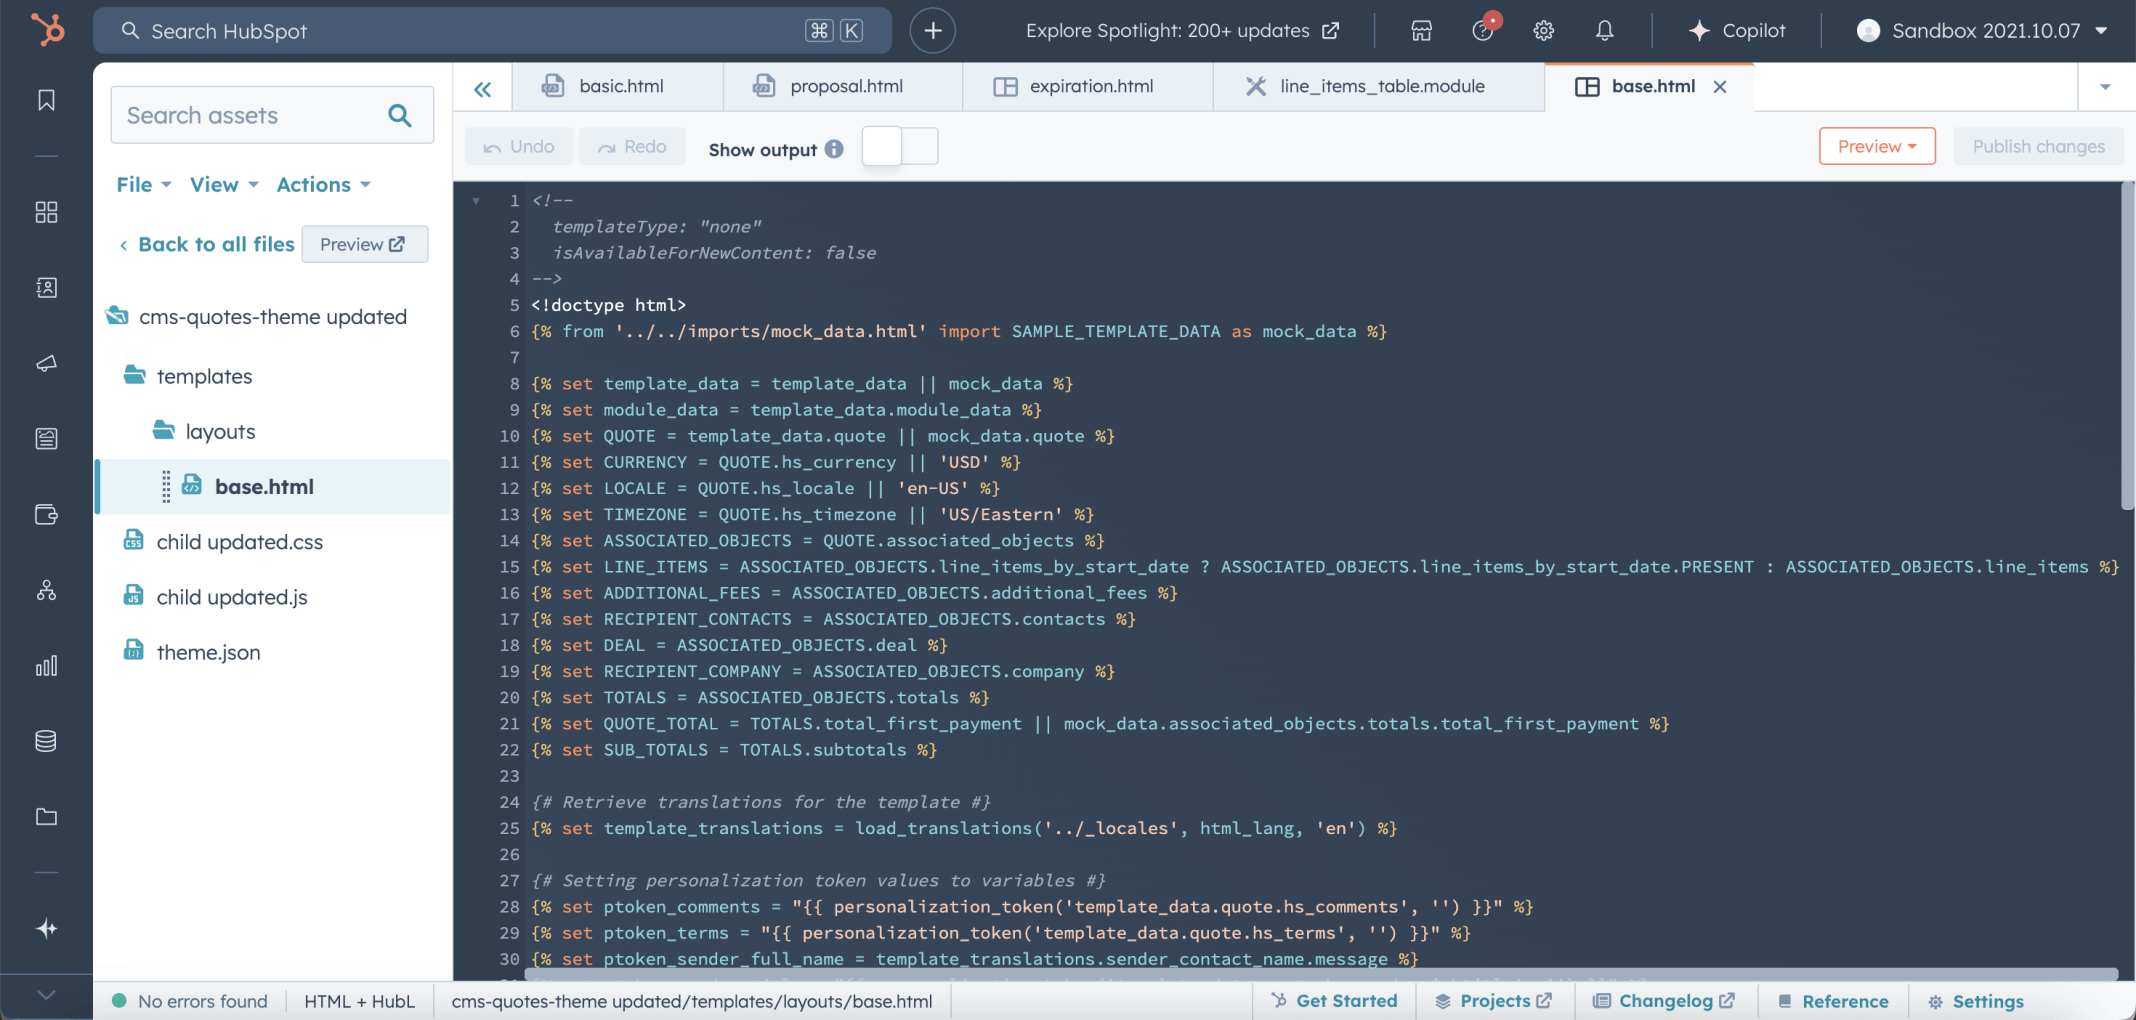 Search HubSpot ⌘ K
Explore Spotlight: 200+ updates
Copilot
Sandbox 2021.10.07
Search assets
File View Actions
Back to all files Preview
cms-quotes-theme updated
templates
layouts
base.html
child updated.css
child updated.js
theme.json
basic.html proposal.html expiration.html line_items_table.module base.html
Undo Redo Show output
Preview Publish changes
1 <!--
2 templateType: "none"
3 isAvailableForNewContent: false
4 -->
5 <!doctype html>
6 {% from '../../imports/mock_data.html' import SAMPLE_TEMPLATE_DATA as mock_data %}
7
8 {% set template_data = template_data || mock_data %}
9 {% set module_data = template_data.module_data %}
10 {% set QUOTE = template_data.quote || mock_data.quote %}
11 {% set CURRENCY = QUOTE.hs_currency || 'USD' %}
12 {% set LOCALE = QUOTE.hs_locale || 'en-US' %}
13 {% set TIMEZONE = QUOTE.hs_timezone || 'US/Eastern' %}
14 {% set ASSOCIATED_OBJECTS = QUOTE.associated_objects %}
15 {% set LINE_ITEMS = ASSOCIATED_OBJECTS.line_items_by_start_date ? ASSOCIATED_OBJECTS.line_items_by_start_date.PRESENT : ASSOCIATED_OBJECTS.line_items %}
16 {% set ADDITIONAL_FEES = ASSOCIATED_OBJECTS.additional_fees %}
17 {% set RECIPIENT_CONTACTS = ASSOCIATED_OBJECTS.contacts %}
18 {% set DEAL = ASSOCIATED_OBJECTS.deal %}
19 {% set RECIPIENT_COMPANY = ASSOCIATED_OBJECTS.company %}
20 {% set TOTALS = ASSOCIATED_OBJECTS.totals %}
21 {% set QUOTE_TOTAL = TOTALS.total_first_payment || mock_data.associated_objects.totals.total_first_payment %}
22 {% set SUB_TOTALS = TOTALS.subtotals %}
23
24 {# Retrieve translations for the template #}
25 {% set template_translations = load_translations('../_locales', html_lang, 'en') %}
26
27 {# Setting personalization token values to variables #}
28 {% set ptoken_comments = "{{ personalization_token('template_data.quote.hs_comments', '') }}" %}
29 {% set ptoken_terms = "{{ personalization_token('template_data.quote.hs_terms', '') }}" %}
30 {% set ptoken_sender_full_name = template_translations.sender_contact_name.message %}
No errors found HTML + HubL cms-quotes-theme updated/templates/layouts/base.html Get Started Projects Changelog Reference Settings